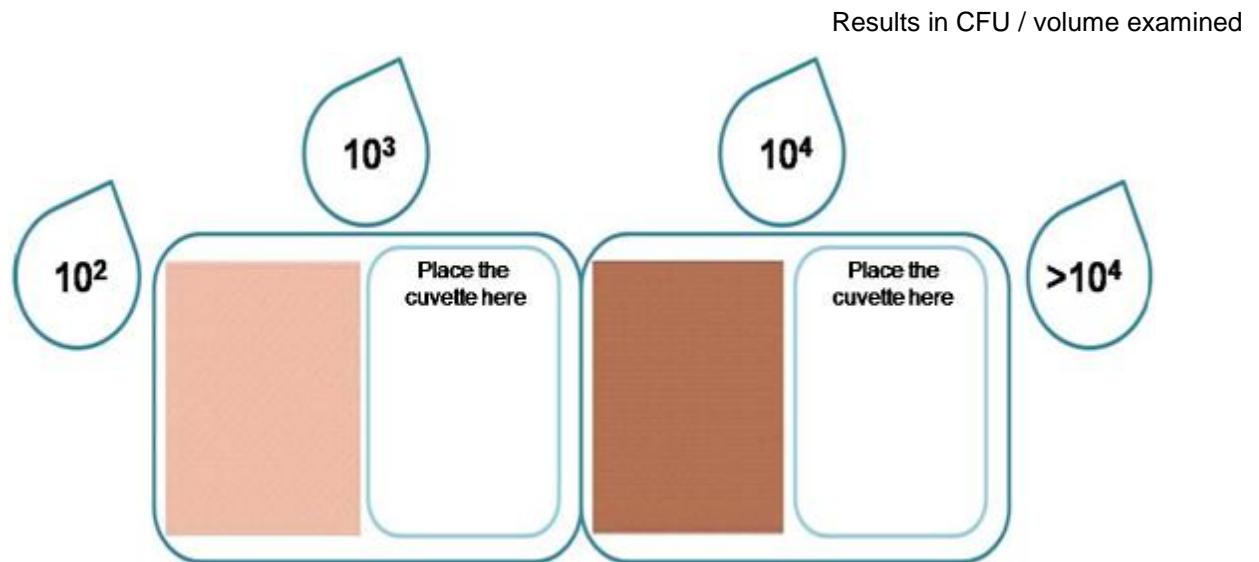 Results in CFU / volume examined
10³
10⁴
10²
Place the
cuvette here
Place the
cuvette here
>10⁴